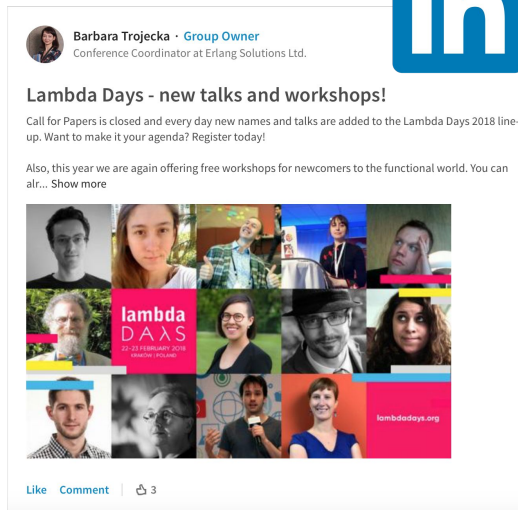 in
Barbara Trojecka · Group Owner
Conference Coordinator at Erlang Solutions Ltd.
Lambda Days - new talks and workshops!
Call for Papers is closed and every day new names and talks are added to the Lambda Days 2018 line-
up. Want to make it your agenda? Register today!
Also, this year we are again offering free workshops for newcomers to the functional world. You can
alr... Show more
lambda
DAλS
22-23 FEBRUARY 2018
KRAKÓW | POLAND
lambdadays.org
Like Comment 3